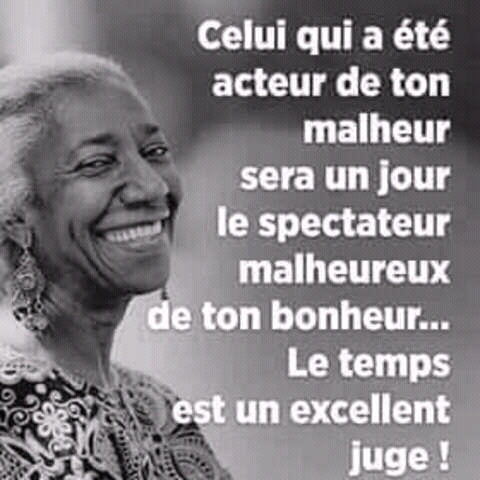 Celui qui a été
acteur de ton
malheur
sera un jour
le spectateur
malheureux
de ton bonheur...
Le temps
est un excellent
juge !